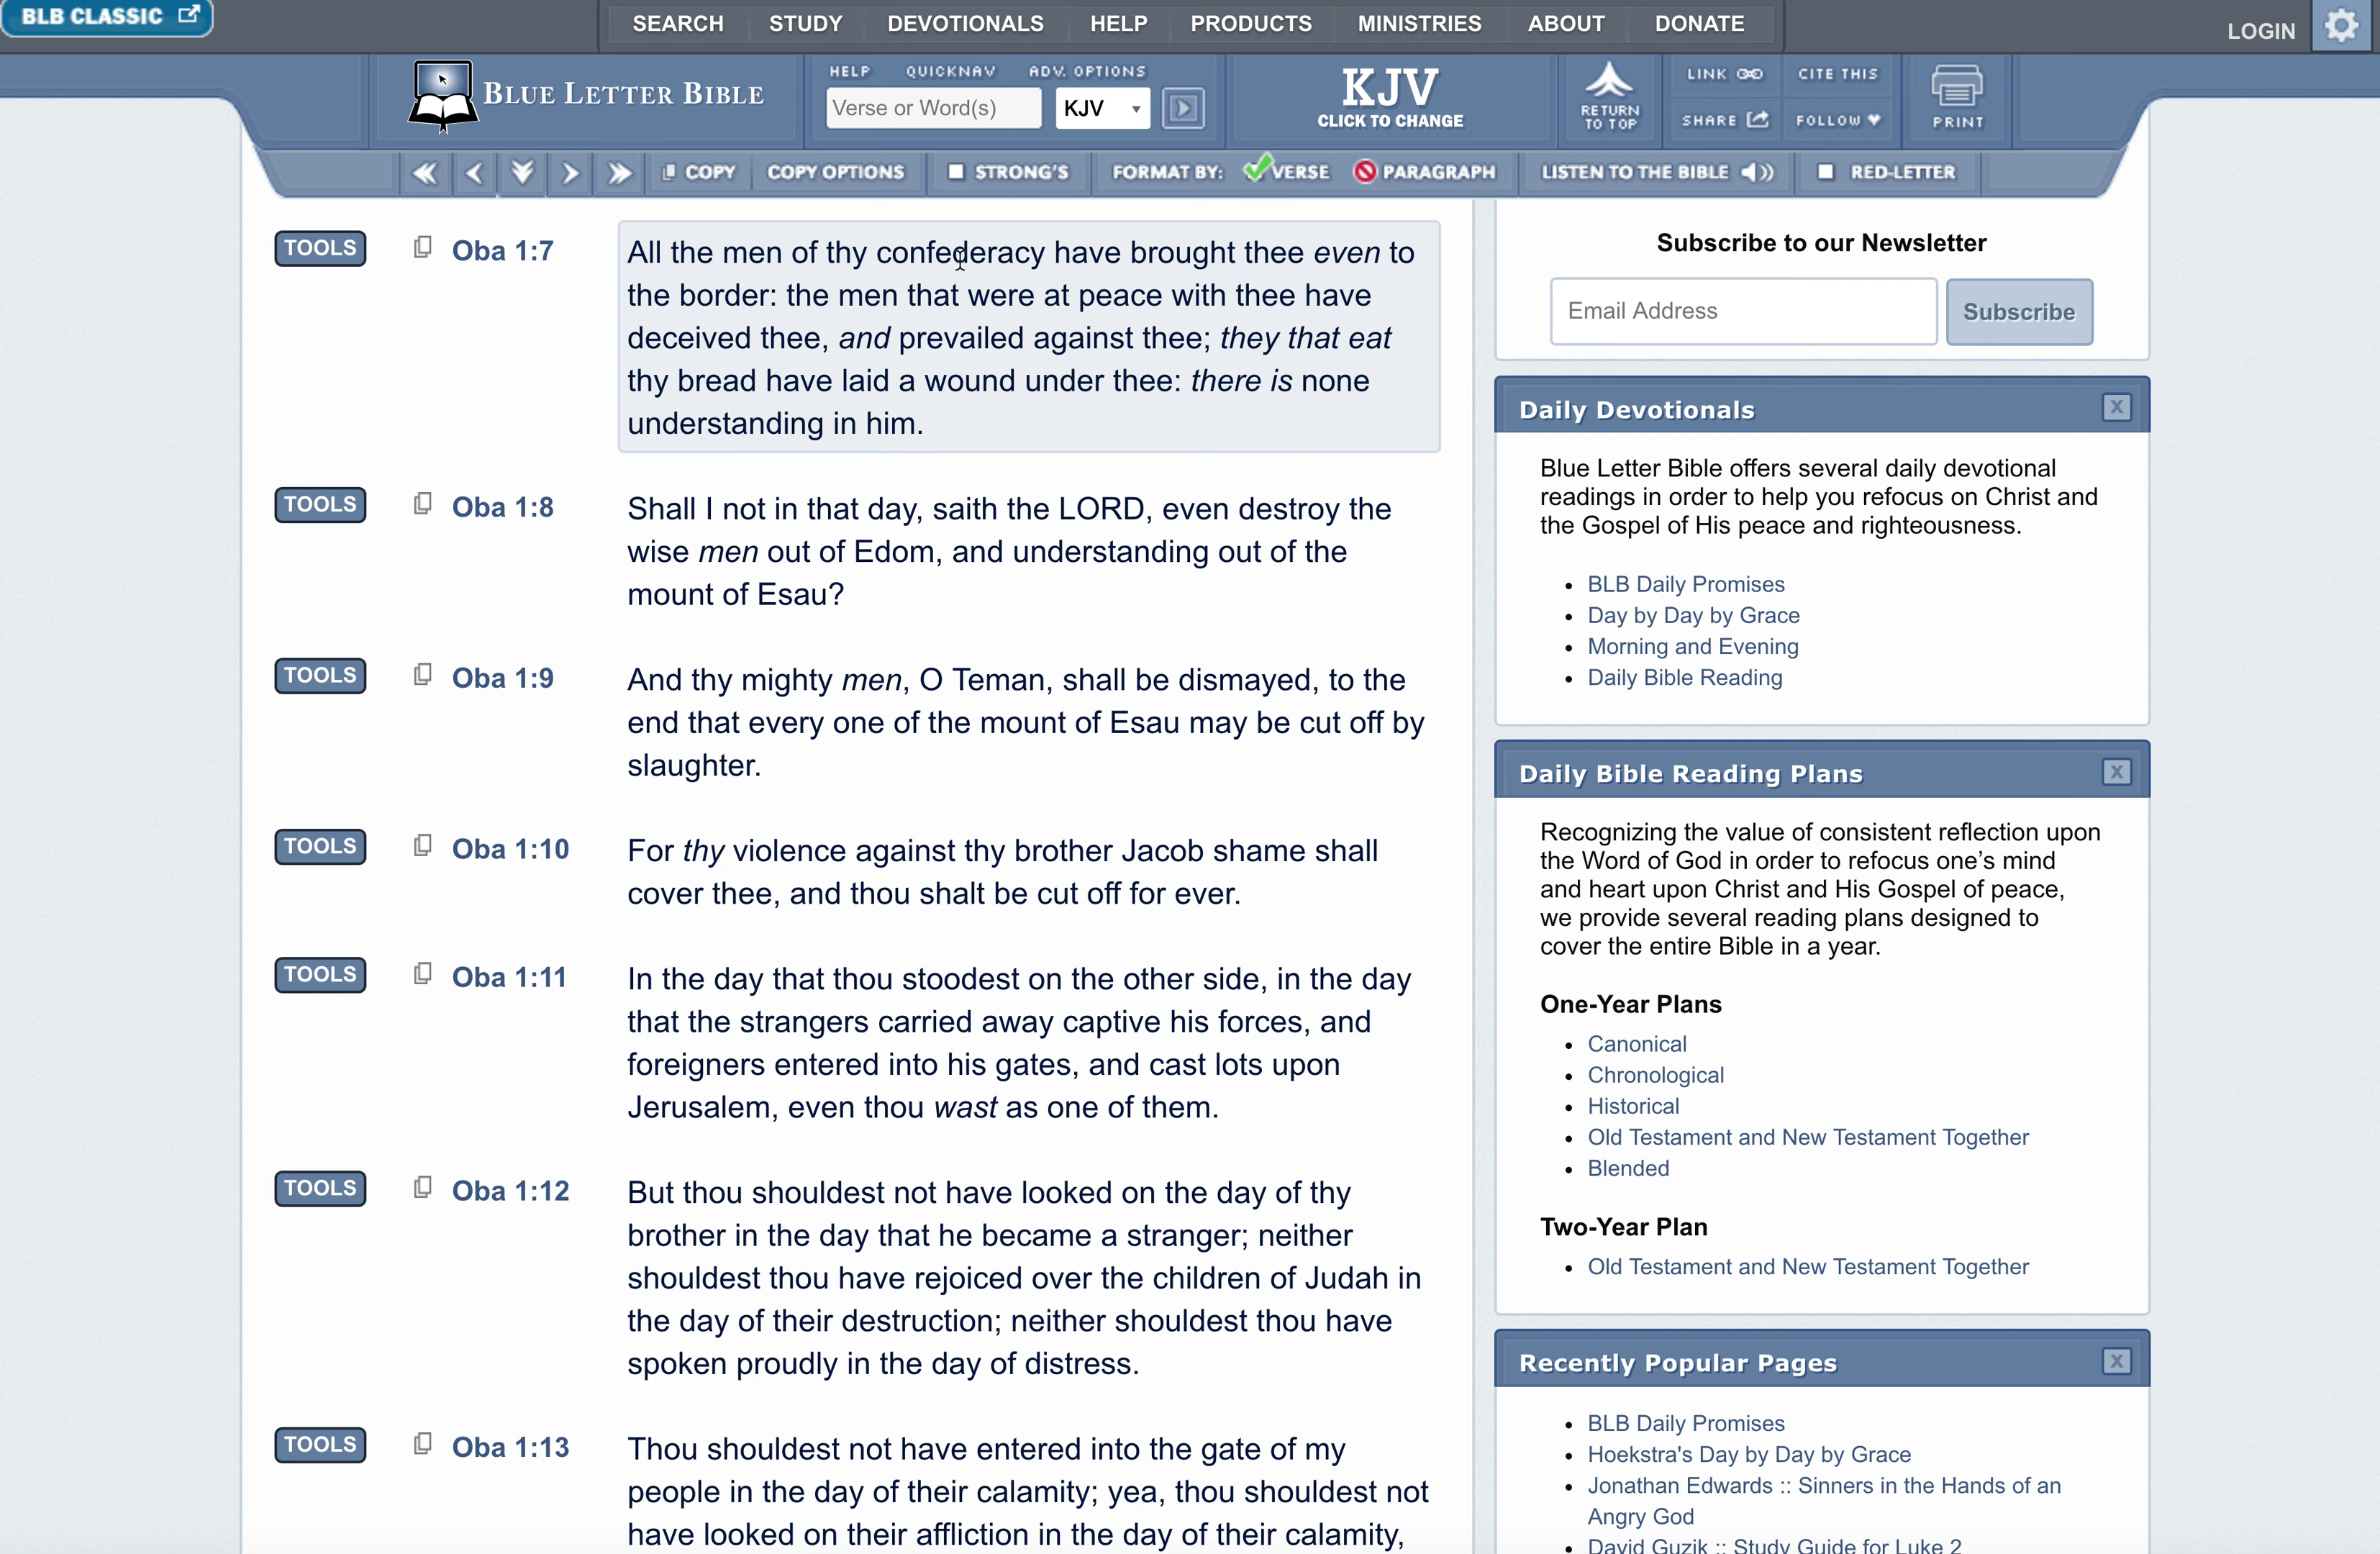 BLB CLASSIC
SEARCH STUDY DEVOTIONALS HELP PRODUCTS MINISTRIES ABOUT DONATE
LOGIN
BLUE LETTER BIBLE
HELP QUICKNAV ADV. OPTIONS
Verse or Word(s) KJV
KJV
CLICK TO CHANGE
RETURN
TO TOP
LINK CITE THIS
SHARE FOLLOW
PRINT
COPY COPY OPTIONS STRONG'S FORMAT BY: VERSE PARAGRAPH LISTEN TO THE BIBLE RED-LETTER
TOOLS Oba 1:7
All the men of thy confederacy have brought thee even to
the border: the men that were at peace with thee have
deceived thee, and prevailed against thee; they that eat
thy bread have laid a wound under thee: there is none
understanding in him.
TOOLS Oba 1:8
Shall I not in that day, saith the LORD, even destroy the
wise men out of Edom, and understanding out of the
mount of Esau?
TOOLS Oba 1:9
And thy mighty men, O Teman, shall be dismayed, to the
end that every one of the mount of Esau may be cut off by
slaughter.
TOOLS Oba 1:10
For thy violence against thy brother Jacob shame shall
cover thee, and thou shalt be cut off for ever.
TOOLS Oba 1:11
In the day that thou stoodest on the other side, in the day
that the strangers carried away captive his forces, and
foreigners entered into his gates, and cast lots upon
Jerusalem, even thou wast as one of them.
TOOLS Oba 1:12
But thou shouldest not have looked on the day of thy
brother in the day that he became a stranger; neither
shouldest thou have rejoiced over the children of Judah in
the day of their destruction; neither shouldest thou have
spoken proudly in the day of distress.
TOOLS Oba 1:13
Thou shouldest not have entered into the gate of my
people in the day of their calamity; yea, thou shouldest not
have looked on their affliction in the day of their calamity,
Subscribe to our Newsletter
Email Address Subscribe
Daily Devotionals X
Blue Letter Bible offers several daily devotional
readings in order to help you refocus on Christ and
the Gospel of His peace and righteousness.
BLB Daily Promises
Day by Day by Grace
Morning and Evening
Daily Bible Reading
Daily Bible Reading Plans X
Recognizing the value of consistent reflection upon
the Word of God in order to refocus one’s mind
and heart upon Christ and His Gospel of peace,
we provide several reading plans designed to
cover the entire Bible in a year.
One-Year Plans
Canonical
Chronological
Historical
Old Testament and New Testament Together
Blended
Two-Year Plan
Old Testament and New Testament Together
Recently Popular Pages X
BLB Daily Promises
Hoekstra's Day by Day by Grace
Jonathan Edwards :: Sinners in the Hands of an
Angry God
David Guzik :: Study Guide for Luke 2